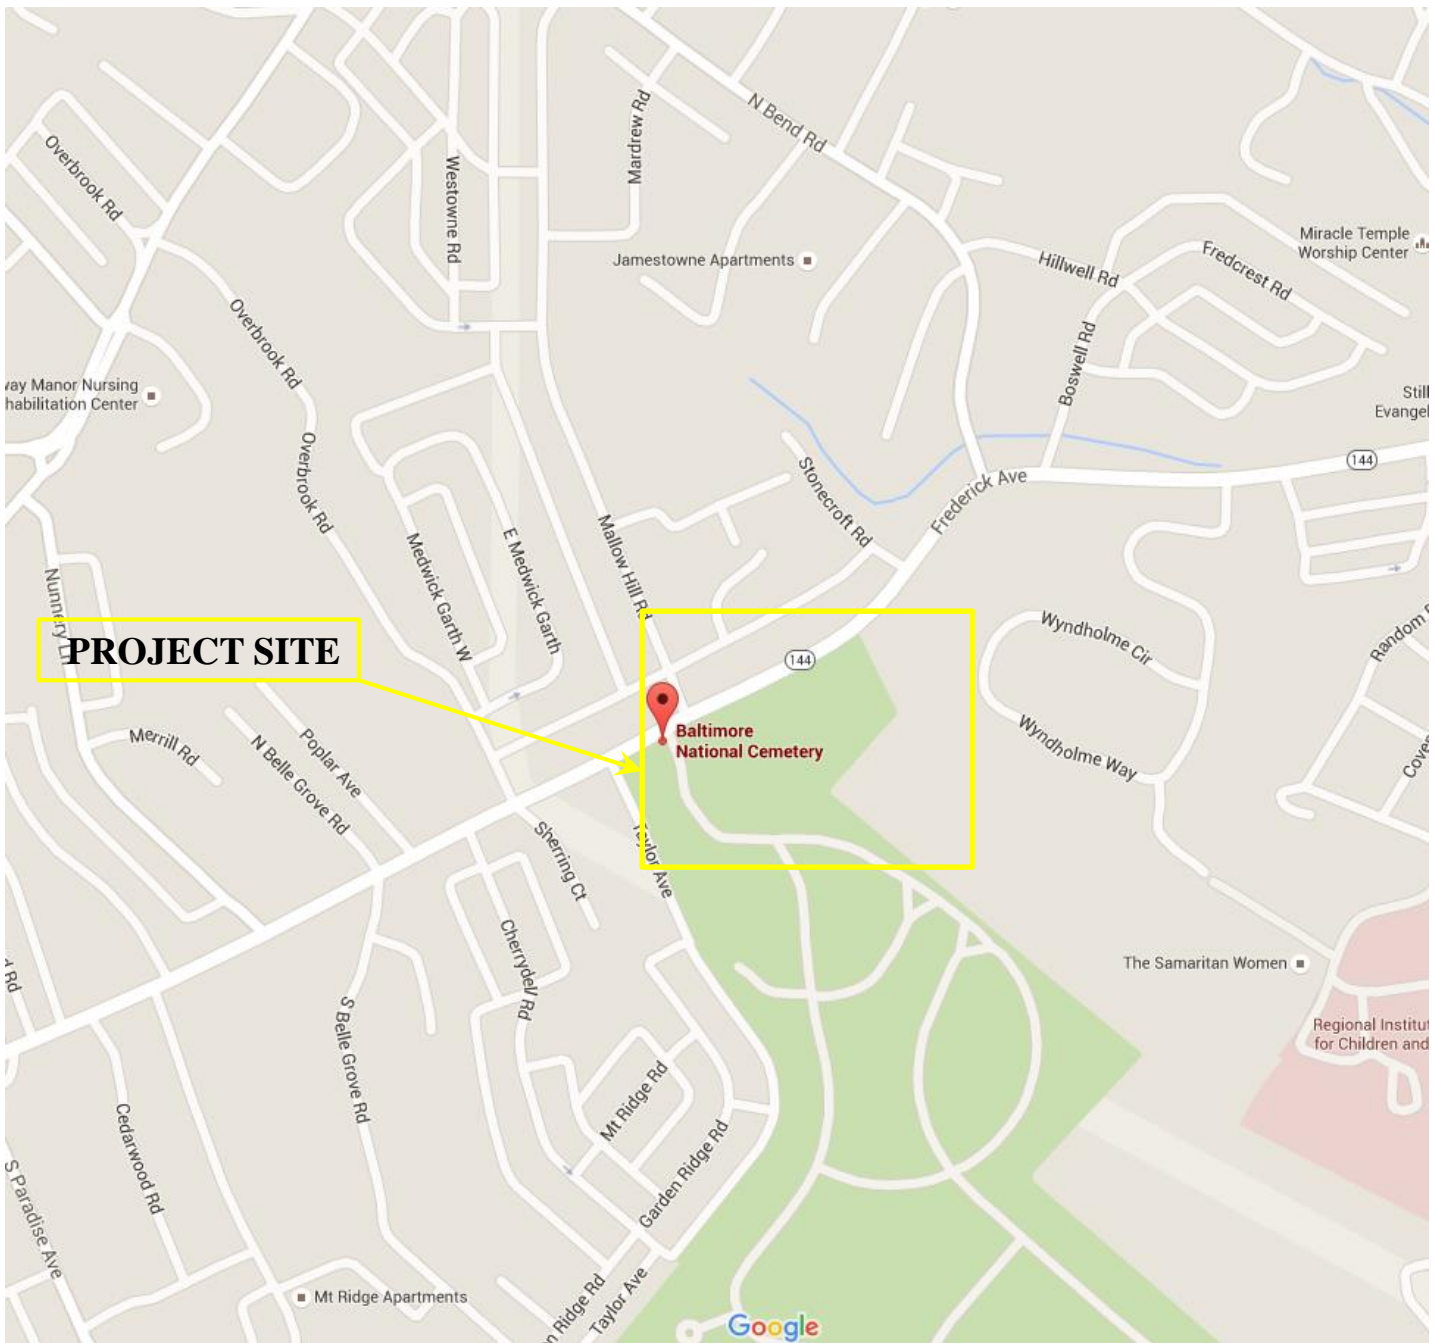 N Bend Rd
Mardrew Rd
Overbrook Rd
Westowne Rd
Miracle Temple
Worship Center
Jamestowne Apartments
Hillwell Rd
Fredcrest Rd
Overbrook Rd
Boswell Rd
way Manor Nursing
habilitation Center
Still
Evangel
Overbrook Rd
144
Stonecroft Rd
Frederick Ave
Mallow Hill Rd
Medwick Garth W
E Medwick Garth
Nunnery Ln
PROJECT SITE
Wyndholme Cir
Random
144
Baltimore
National Cemetery
Merrill Rd
Poplar Ave
N Belle Grove Rd
Wyndholme Way
Cove
Sherring Ct
Taylor Ave
Cherrydell Rd
The Samaritan Women
d Rd
S Belle Grove Rd
Regional Institut
for Children and
Mt Ridge Rd
Cedarwood Rd
Garden Ridge Rd
S Paradise Ave
Mt Ridge Apartments
n Ridge Rd
Taylor Ave
Google